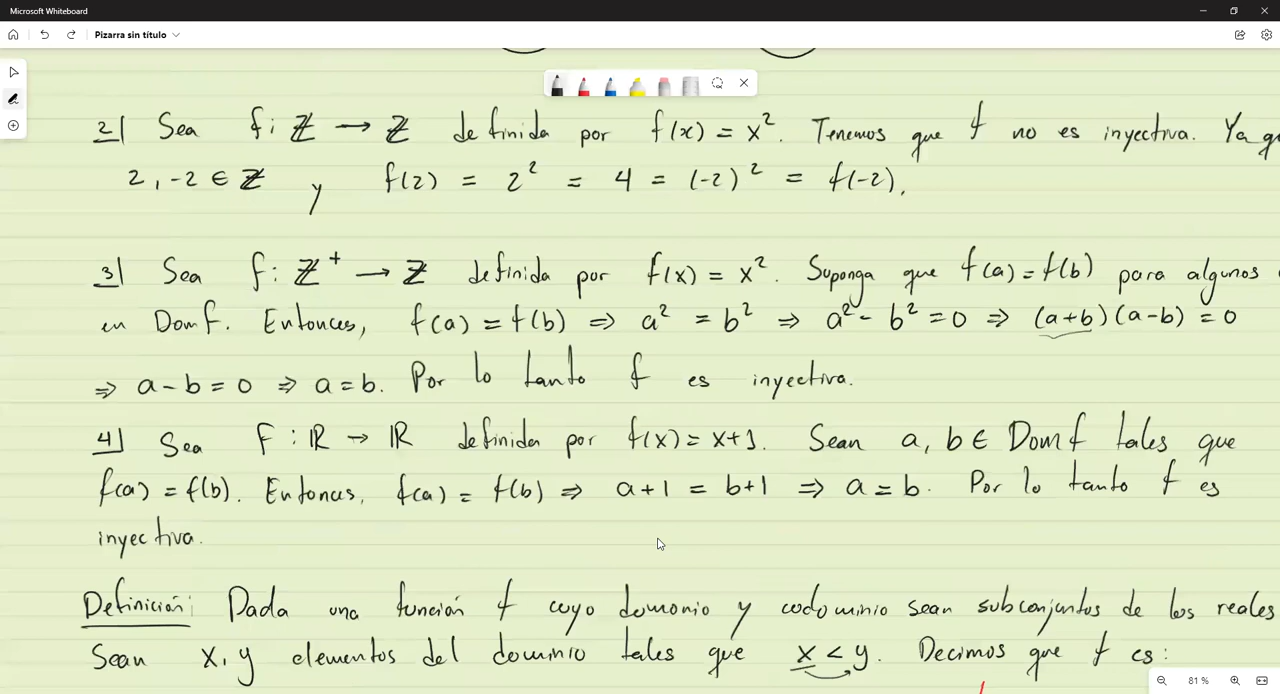 Microsoft Whiteboard
Pizarra sin título
2| Sea f: ℤ → ℤ definida por f(x) = x². Tenemos que f no es inyectiva. Ya
2, -2 ∈ ℤ y f(2) = 2² = 4 = (-2)² = f(-2).
3| Sea f: ℤ⁺ → ℤ definida por f(x) = x². Suponga que f(a) = f(b) para algunos
en Dom f. Entonces, f(a) = f(b) ⇒ a² = b² ⇒ a² - b² = 0 ⇒ (a+b)(a-b) = 0
⇒ a - b = 0 ⇒ a = b. Por lo tanto f es inyectiva.
4| Sea F: ℝ → ℝ definida por f(x) = x+1. Sean a, b ∈ Dom f tales que
f(a) = f(b). Entonces, f(a) = f(b) ⇒ a+1 = b+1 ⇒ a = b. Por lo tanto f es
inyectiva.
Definición: Dada una función f cuyo dominio y codominio sean subconjuntos de los reales
Sean x, y elementos del dominio tales que x < y. Decimos que f es:
81 %